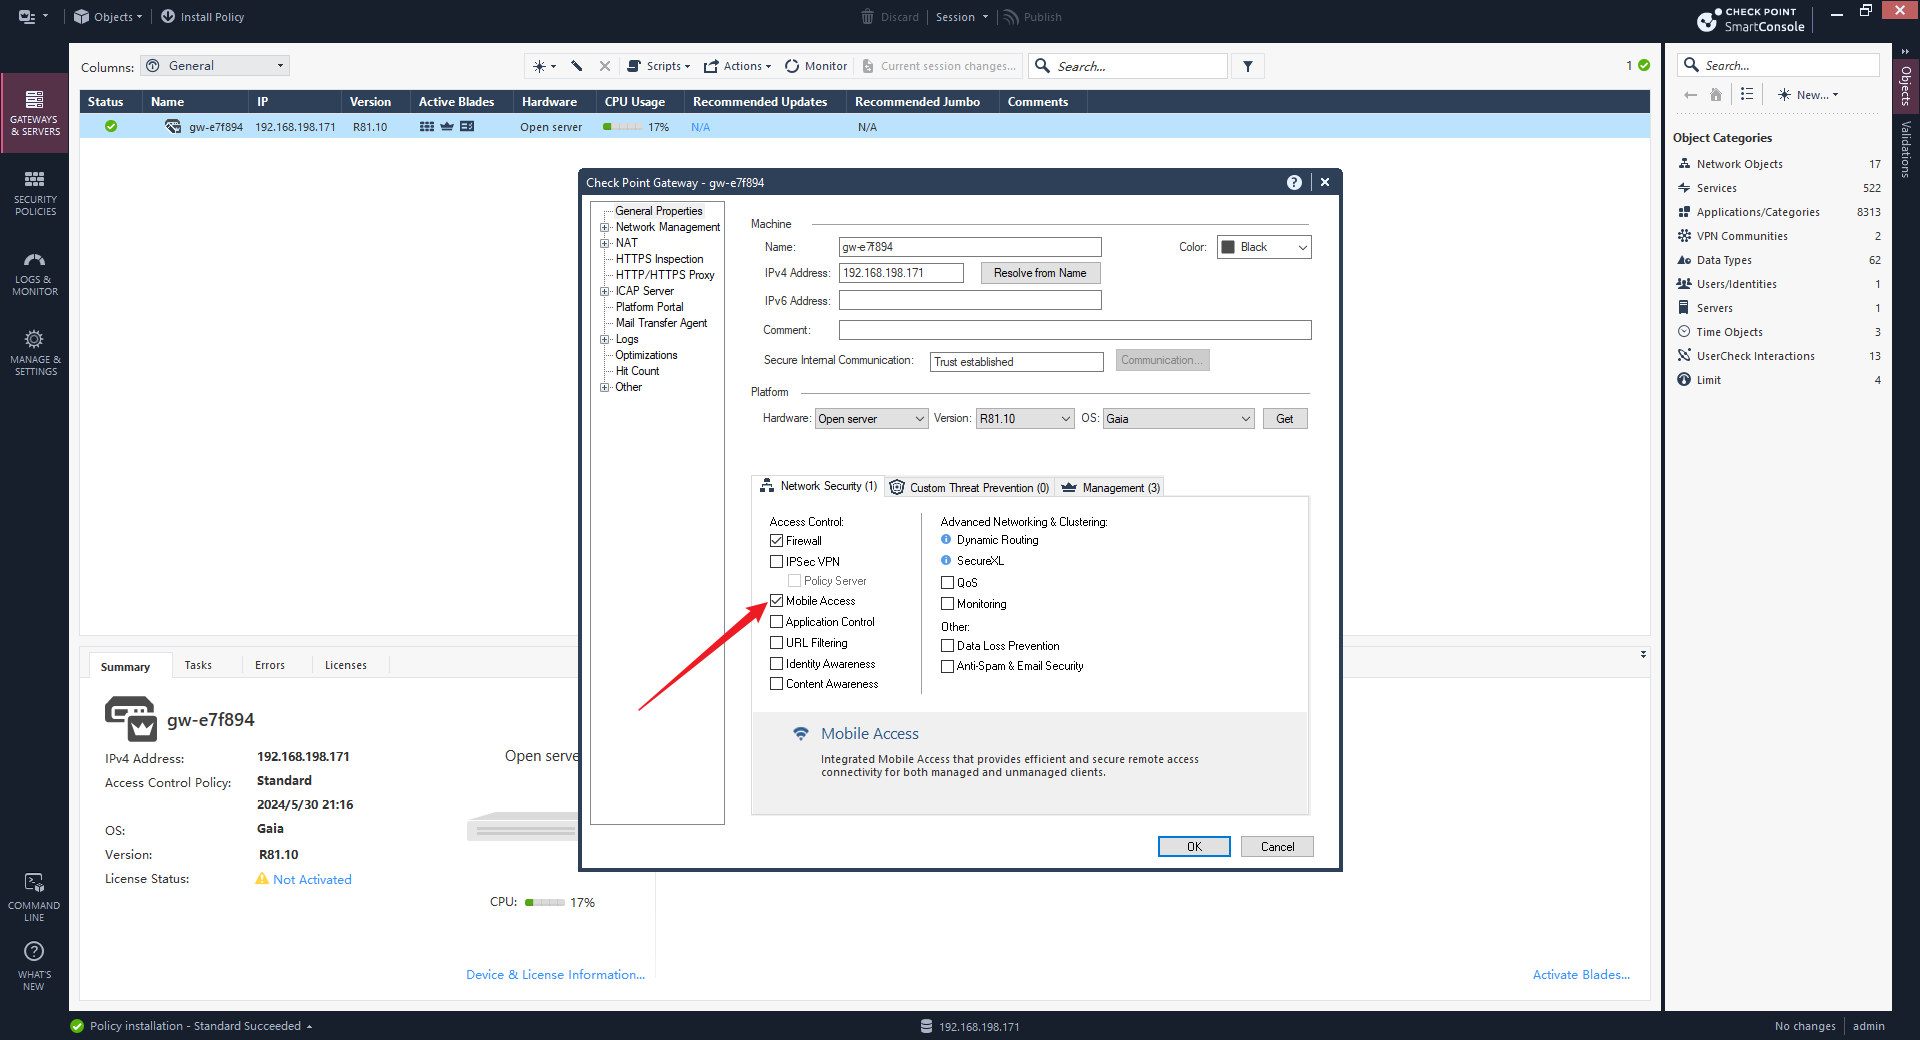 Objects
Install Policy
Discard
Session
Publish
CHECK POINT
SmartConsole
GATEWAYS
& SERVERS
SECURITY
POLICIES
LOGS &
MONITOR
MANAGE &
SETTINGS
COMMAND
LINE
WHAT'S
NEW
Columns: General
Scripts
Actions
Monitor
Current session changes...
Search...
1
Status Name IP Version Active Blades Hardware CPU Usage Recommended Updates Recommended Jumbo Comments
gw-e7f894 192.168.198.171 R81.10 Open server 17% N/A N/A
Check Point Gateway - gw-e7f894
General Properties
Network Management
NAT
HTTPS Inspection
HTTP/HTTPS Proxy
ICAP Server
Platform Portal
Mail Transfer Agent
Logs
Optimizations
Hit Count
Other
Machine
Name: gw-e7f894 Color: Black
IPv4 Address: 192.168.198.171 Resolve from Name
IPv6 Address:
Comment:
Secure Internal Communication: Trust established Communication...
Platform
Hardware: Open server Version: R81.10 OS: Gaia Get
Network Security (1) Custom Threat Prevention (0) Management (3)
Access Control:
Firewall
IPSec VPN
Policy Server
Mobile Access
Application Control
URL Filtering
Identity Awareness
Content Awareness
Advanced Networking & Clustering:
Dynamic Routing
SecureXL
QoS
Monitoring
Other:
Data Loss Prevention
Anti-Spam & Email Security
Mobile Access
Integrated Mobile Access that provides efficient and secure remote access
connectivity for both managed and unmanaged clients.
OK Cancel
Summary Tasks Errors Licenses
gw-e7f894
IPv4 Address: 192.168.198.171
Access Control Policy: Standard
2024/5/30 21:16
OS: Gaia
Version: R81.10
License Status: Not Activated
Open serve
CPU: 17%
Device & License Information...
Activate Blades...
Search...
New...
Object Categories
Network Objects 17
Services 522
Applications/Categories 8313
VPN Communities 2
Data Types 62
Users/Identities 1
Servers 1
Time Objects 3
UserCheck Interactions 13
Limit 4
Objects
Validations
Policy installation - Standard Succeeded
192.168.198.171
No changes
admin